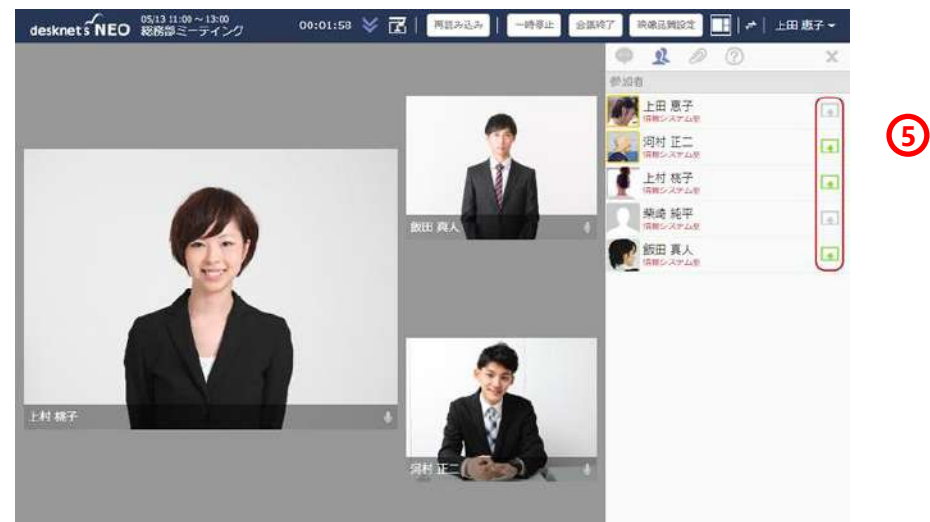 desknet's NEO
05/13 11:00 ~ 13:00
総務部ミーティング
00:01:58
再読み込み
一時停止
会議終了
映像品質設定
上田 恵子
参加者
上田 恵子
情報システム室
河村 正二
情報システム室
上村 桃子
情報システム室
柴崎 純平
情報システム室
飯田 真人
情報システム室
⑤
飯田 真人
上村 桃子
河村 正二